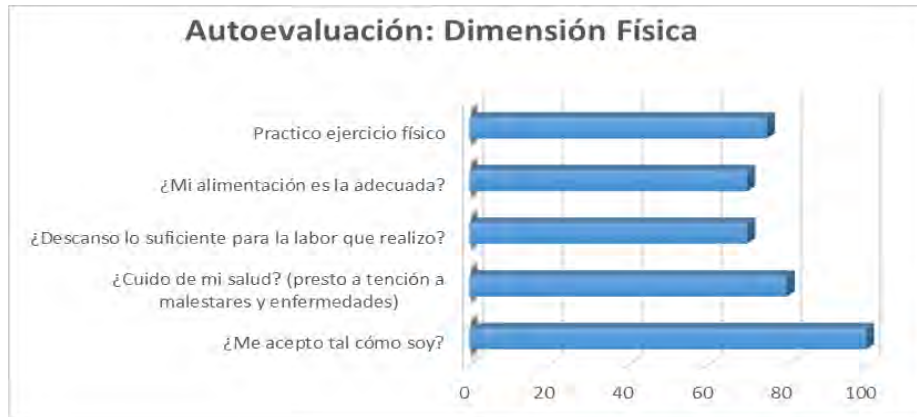 Autoevaluación: Dimensión Física
Practico ejercicio físico
¿Mi alimentación es la adecuada?
¿Descanso lo suficiente para la labor que realizo?
¿Cuido de mi salud? (presto a tención a
malestares y enfermedades)
¿Me acepto tal cómo soy?
0 20 40 60 80 100